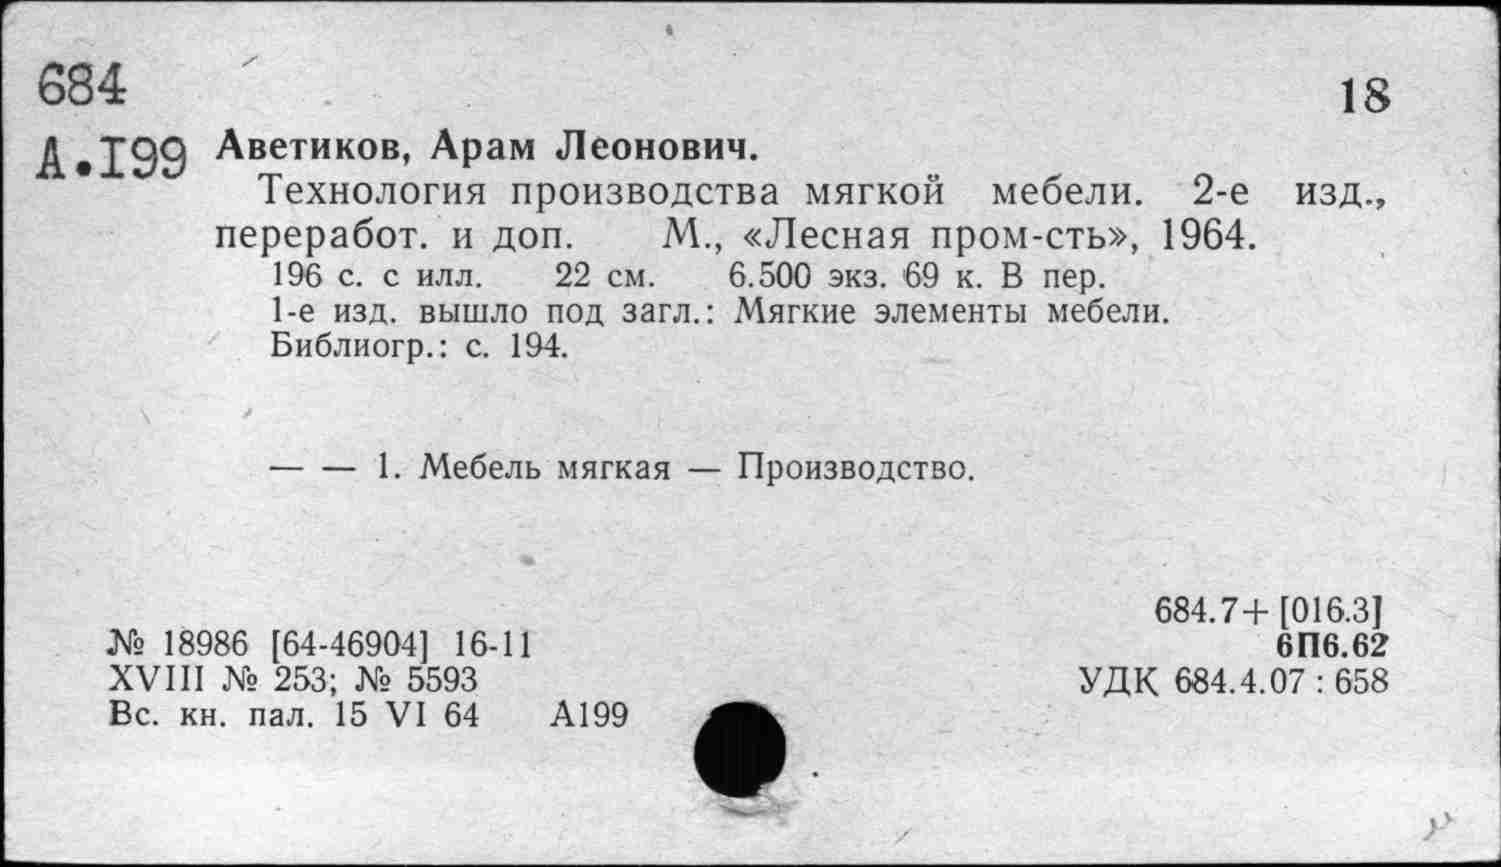 684
18
А.I99 Аветиков, Арам Леонович.
Технология производства мягкой мебели. 2-е изд.,
переработ. и доп. М., «Лесная пром-сть», 1964.
196 с. с илл. 22 см. 6.500 экз. 69 к. В пер.
1-е изд. вышло под загл.: Мягкие элементы мебели.
Библиогр.: с. 194.
— — 1. Мебель мягкая — Производство.
684.7+[016.3]
№ 18986 [64-46904] 16-11 6П6.62
XVIII № 253; № 5593 УДК 684.4.07 : 658
Вс. кн. пал. 15 VI 64 А199